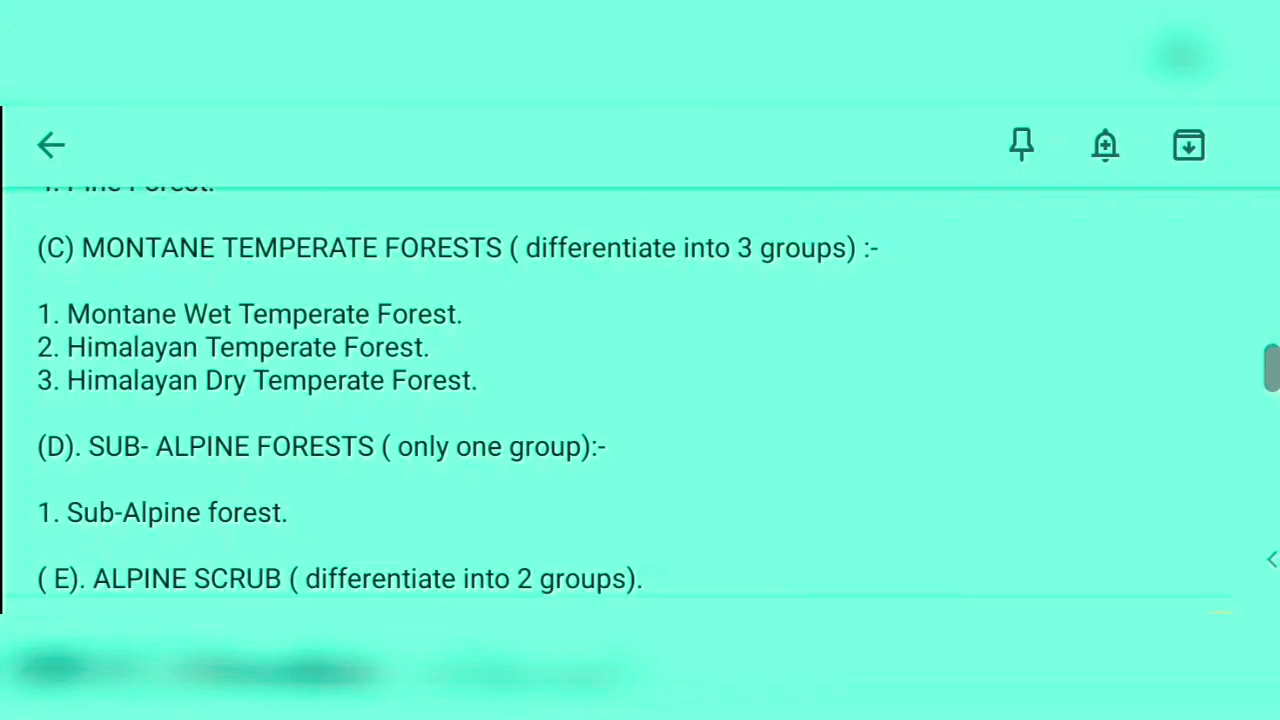 (C) MONTANE TEMPERATE FORESTS ( differentiate into 3 groups) :-
1. Montane Wet Temperate Forest.
2. Himalayan Temperate Forest.
3. Himalayan Dry Temperate Forest.
(D). SUB- ALPINE FORESTS ( only one group):-
1. Sub-Alpine forest.
( E). ALPINE SCRUB ( differentiate into 2 groups).